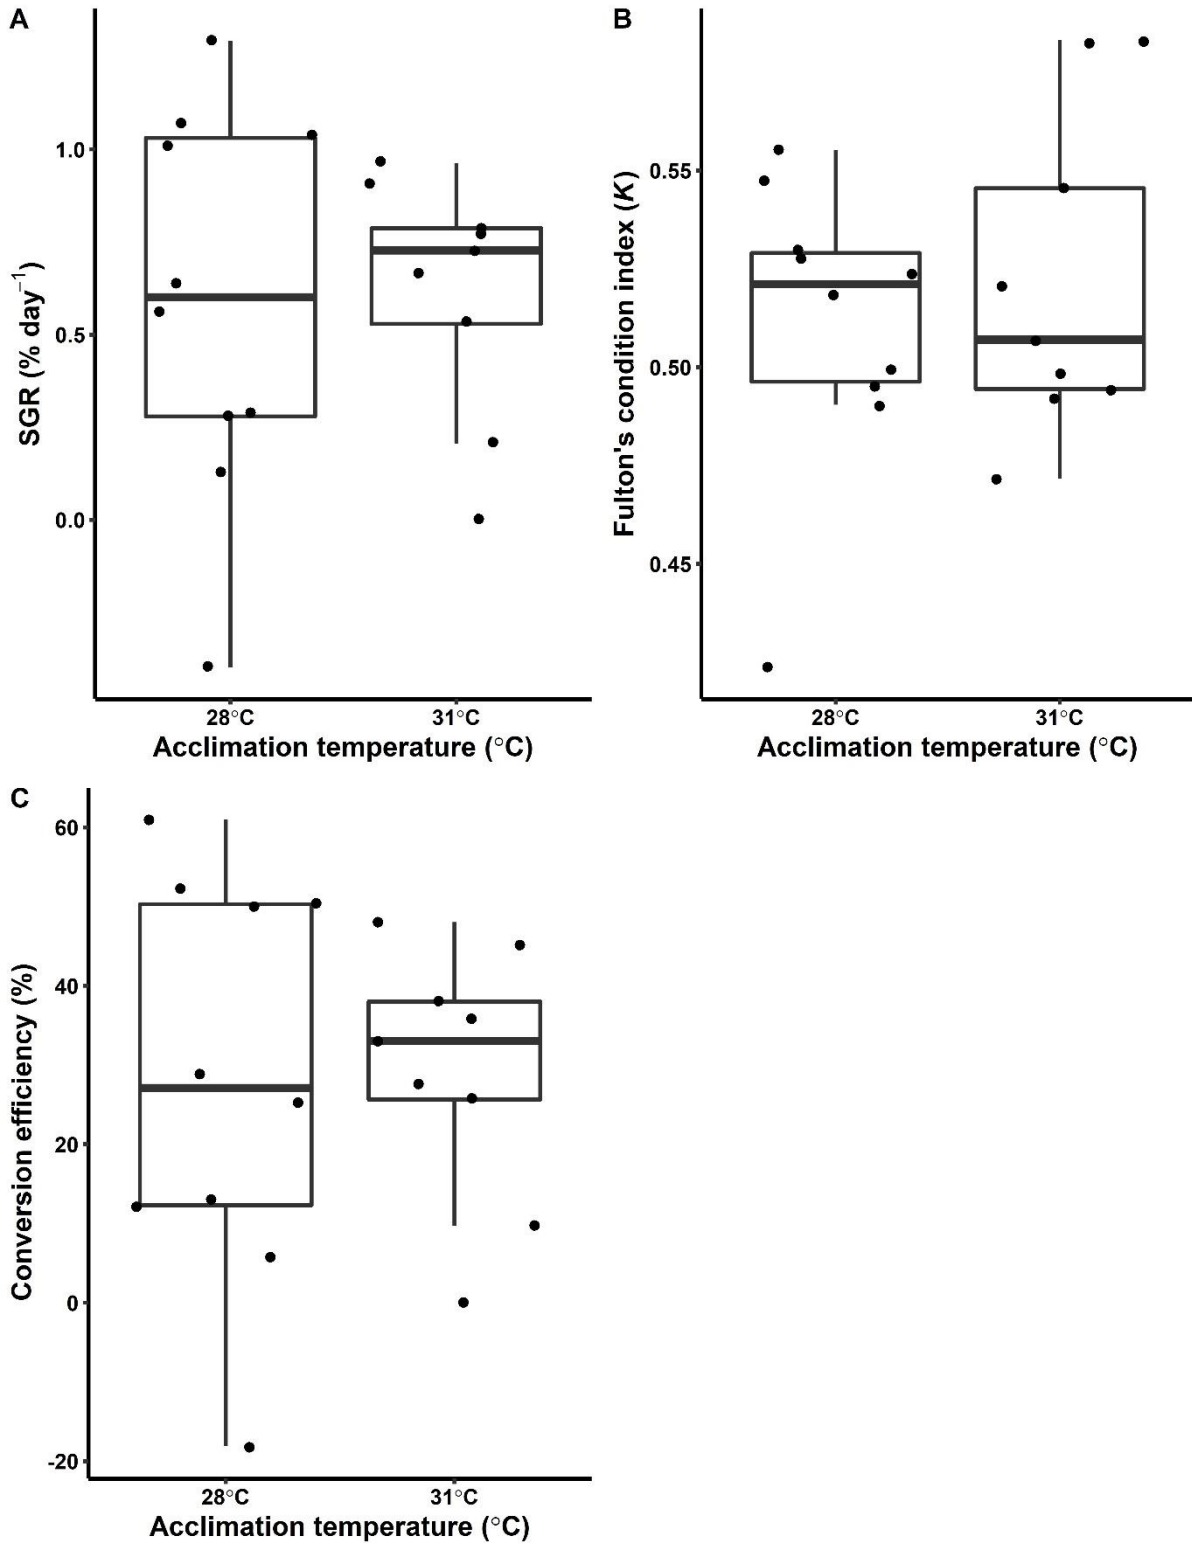 A
SGR (% day⁻¹)
1.0
0.5
0.0
28°C
31°C
Acclimation temperature (°C)
B
Fulton's condition index (K)
0.55
0.50
0.45
28°C
31°C
Acclimation temperature (°C)
C
Conversion efficiency (%)
60
40
20
0
-20
28°C
31°C
Acclimation temperature (°C)